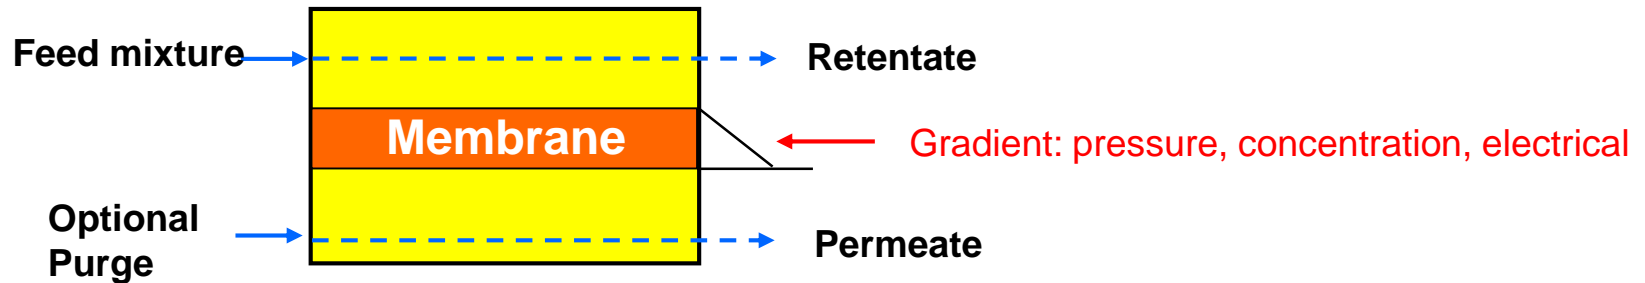 Feed mixture
Retentate
Membrane
Gradient: pressure, concentration, electrical
Optional
Purge
Permeate